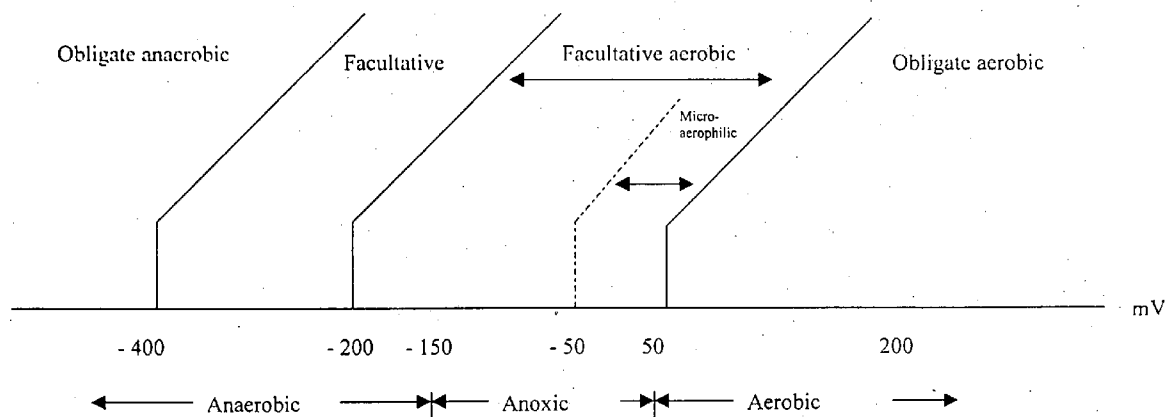 Obligate anaerobic
Facultative
Facultative aerobic
Obligate aerobic
Micro-
aerophilic
mV
- 400
- 200
- 150
- 50
50
200
Anaerobic
Anoxic
Aerobic